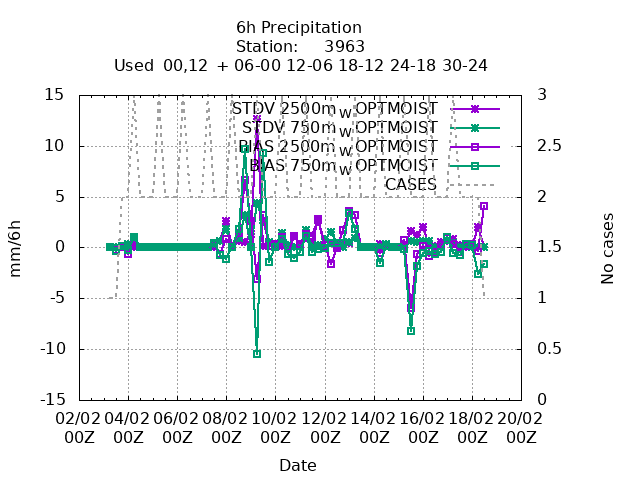 6h Precipitation
Station: 3963
Used 00,12 + 06-00 12-06 18-12 24-18 30-24
STDV 2500m_W OPTMOIST
STDV 750m_W OPTMOIST
BIAS 2500m_W OPTMOIST
BIAS 750m_W OPTMOIST
CASES
mm/6h
15
10
5
0
-5
-10
-15
No cases
3
2.5
2
1.5
1
0.5
0
02/02 04/02 06/02 08/02 10/02 12/02 14/02 16/02 18/02 20/02
00Z 00Z 00Z 00Z 00Z 00Z 00Z 00Z 00Z 00Z
Date